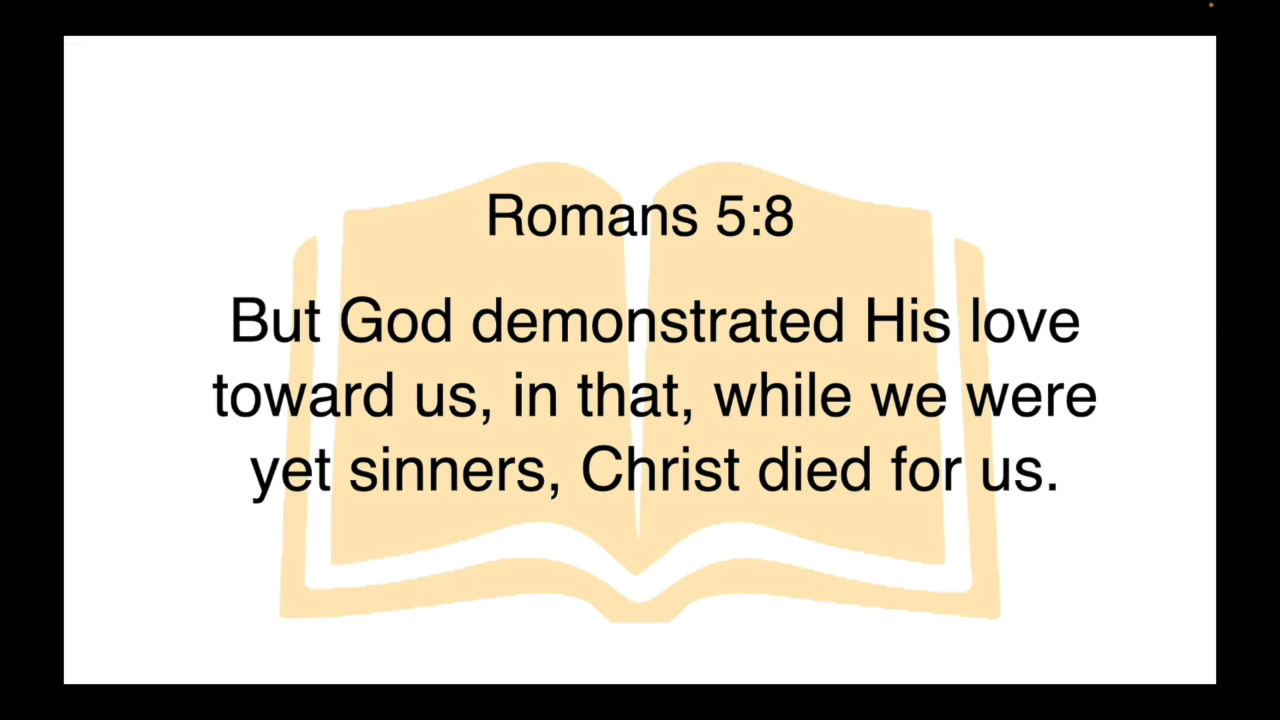 Romans 5:8
But God demonstrated His love
toward us, in that, while we were
yet sinners, Christ died for us.